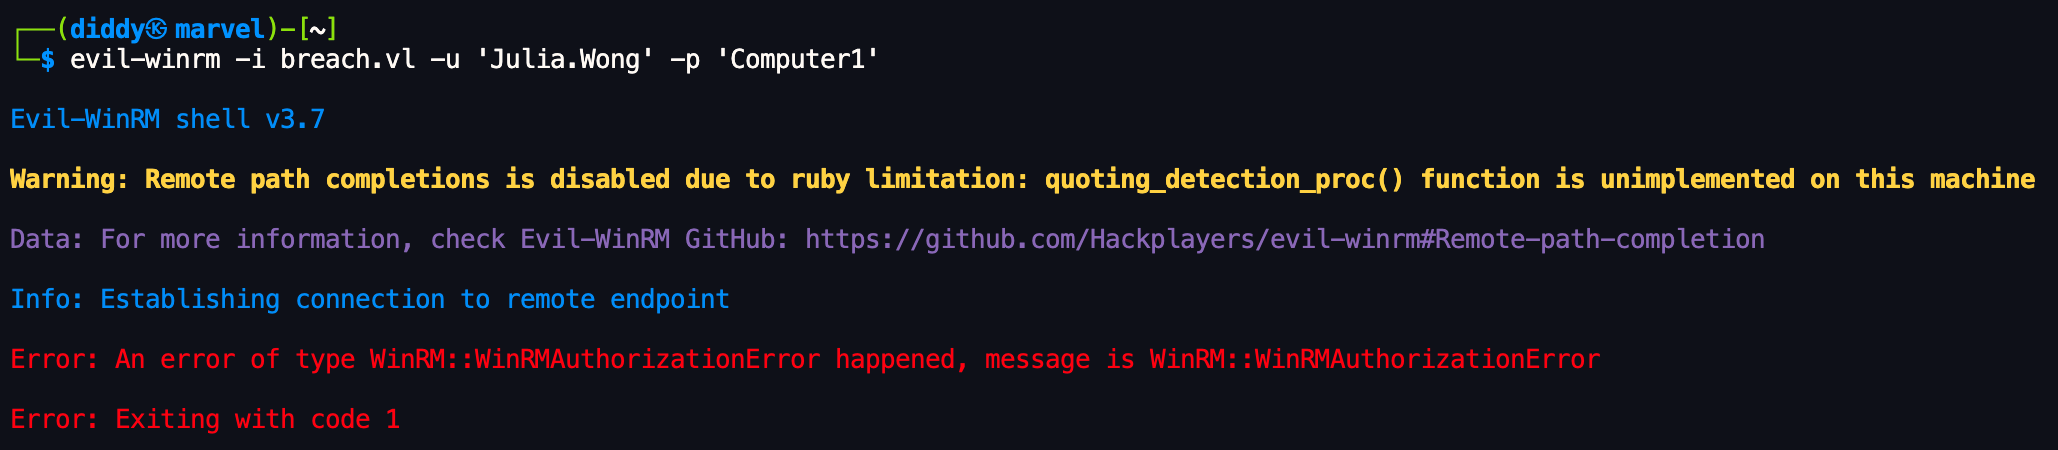 ┌──(diddy㉿marvel)-[~]
└─$ evil-winrm -i breach.vl -u 'Julia.Wong' -p 'Computer1'
Evil-WinRM shell v3.7
Warning: Remote path completions is disabled due to ruby limitation: quoting_detection_proc() function is unimplemented on this machine
Data: For more information, check Evil-WinRM GitHub: https://github.com/Hackplayers/evil-winrm#Remote-path-completion
Info: Establishing connection to remote endpoint
Error: An error of type WinRM::WinRMAuthorizationError happened, message is WinRM::WinRMAuthorizationError
Error: Exiting with code 1